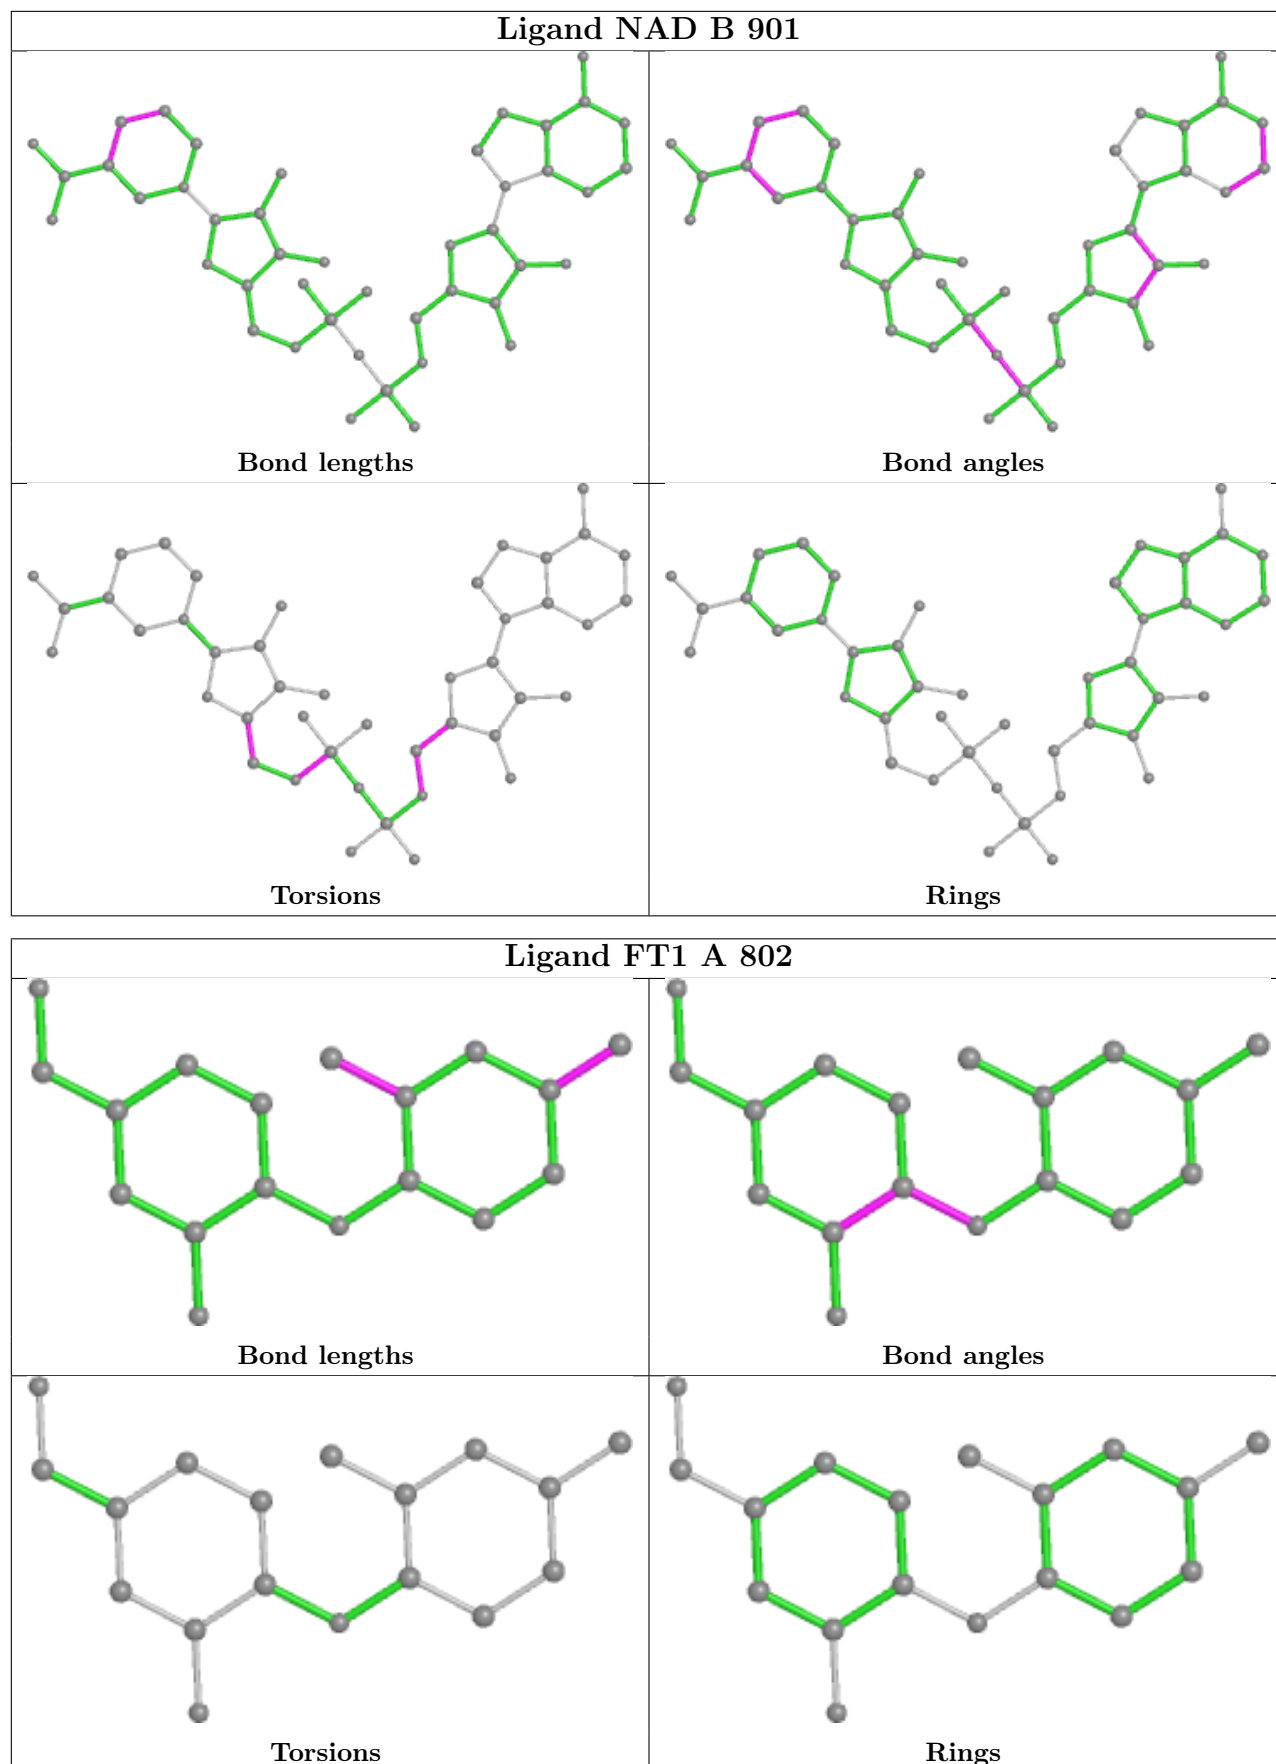 Ligand NAD B 901
Bond lengths
Bond angles
Torsions
Rings
Ligand FT1 A 802
Bond lengths
Bond angles
Torsions
Rings